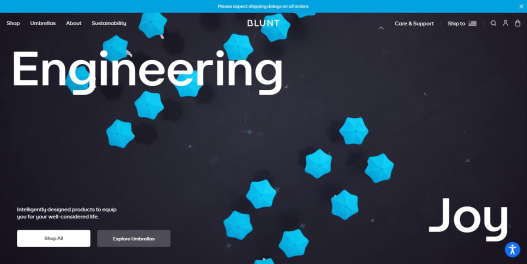 Please expect shipping delays on all orders.
Shop Umbrellas About Sustainability BLUNT Care & Support Ship to
Engineering
Intelligently designed products to equip
you for your well-considered life.
Joy
Shop All Explore Umbrellas